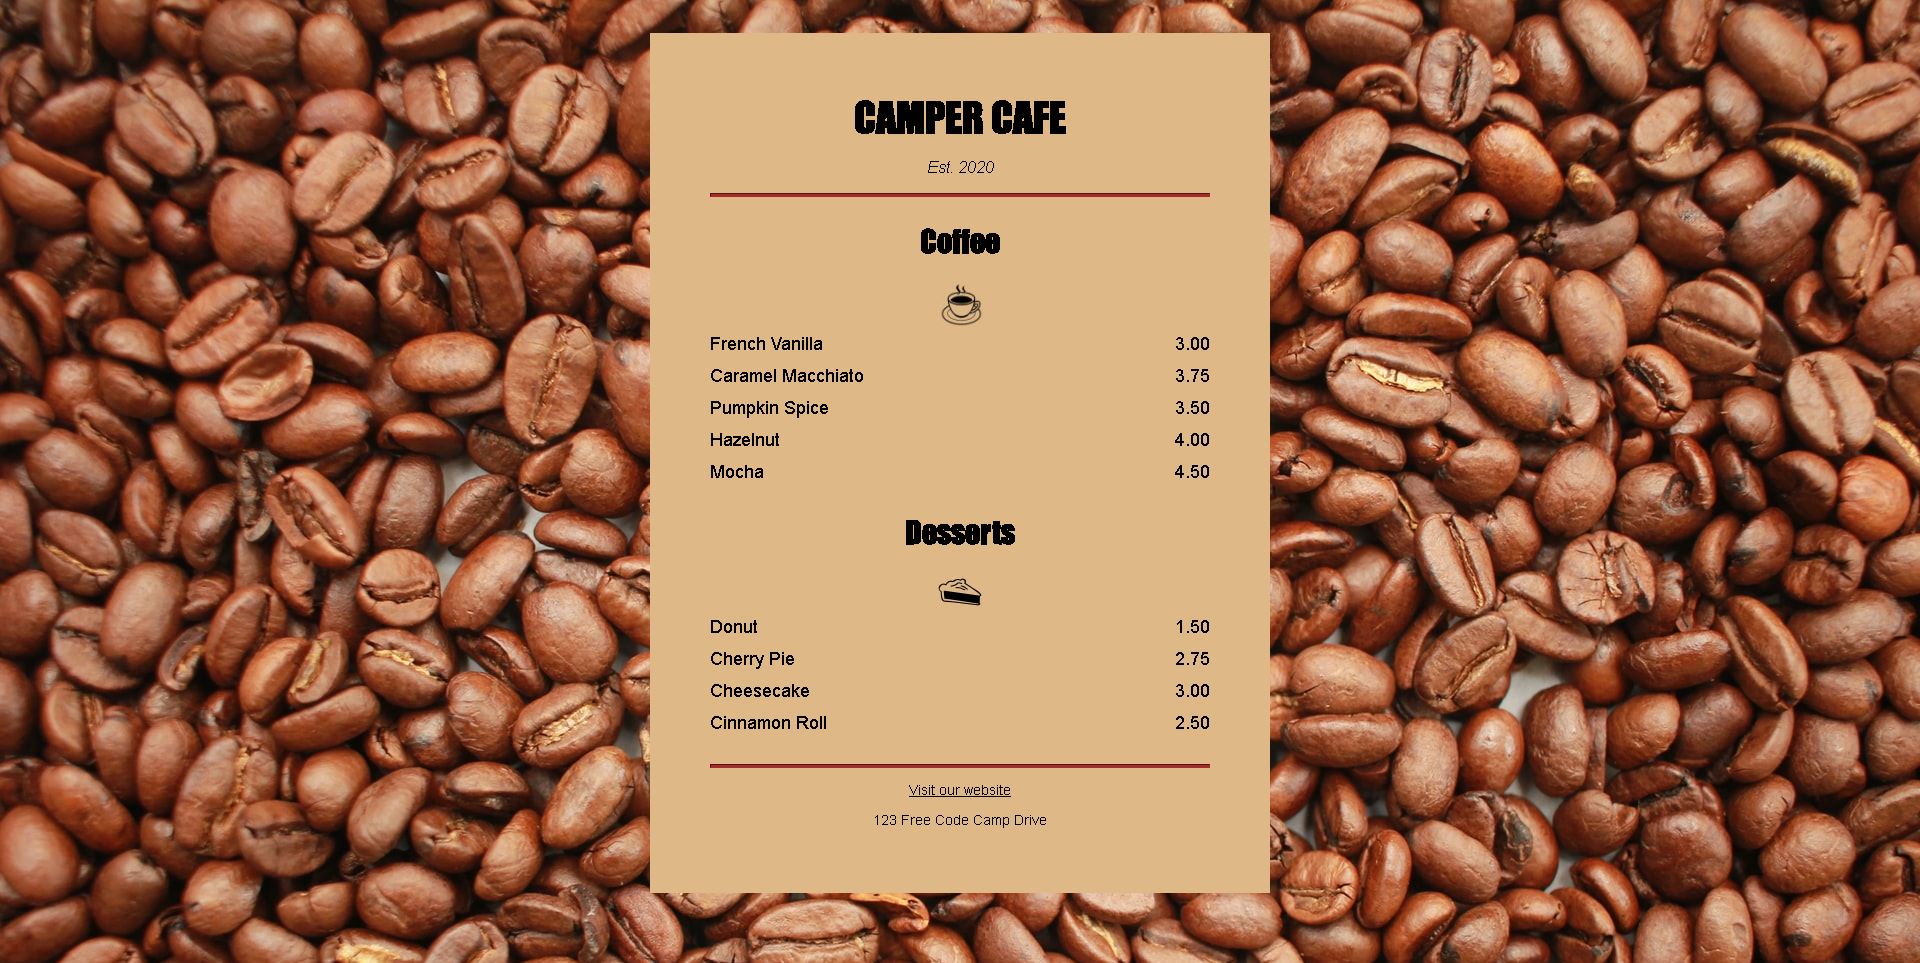 CAMPER CAFE
Est. 2020
Coffee
French Vanilla 3.00
Caramel Macchiato 3.75
Pumpkin Spice 3.50
Hazelnut 4.00
Mocha 4.50
Desserts
Donut 1.50
Cherry Pie 2.75
Cheesecake 3.00
Cinnamon Roll 2.50
Visit our website
123 Free Code Camp Drive